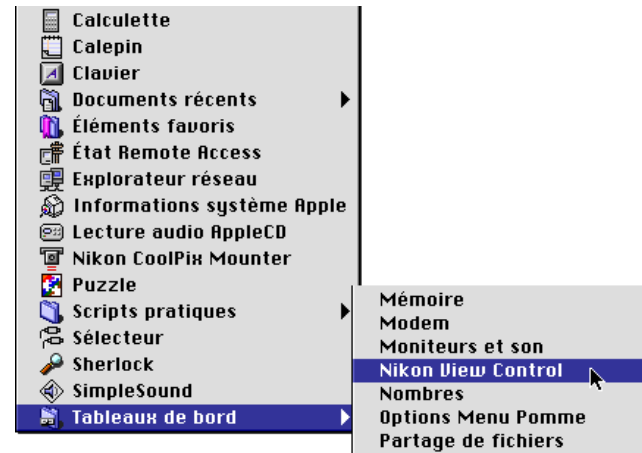 Calculette
Calepin
Clavier
Documents récents
Éléments favoris
État Remote Access
Explorateur réseau
Informations système Apple
Lecture audio AppleCD
Nikon CoolPix Mounter
Puzzle
Scripts pratiques
Sélecteur
Sherlock
SimpleSound
Tableaux de bord
Mémoire
Modem
Moniteurs et son
Nikon View Control
Nombres
Options Menu Pomme
Partage de fichiers